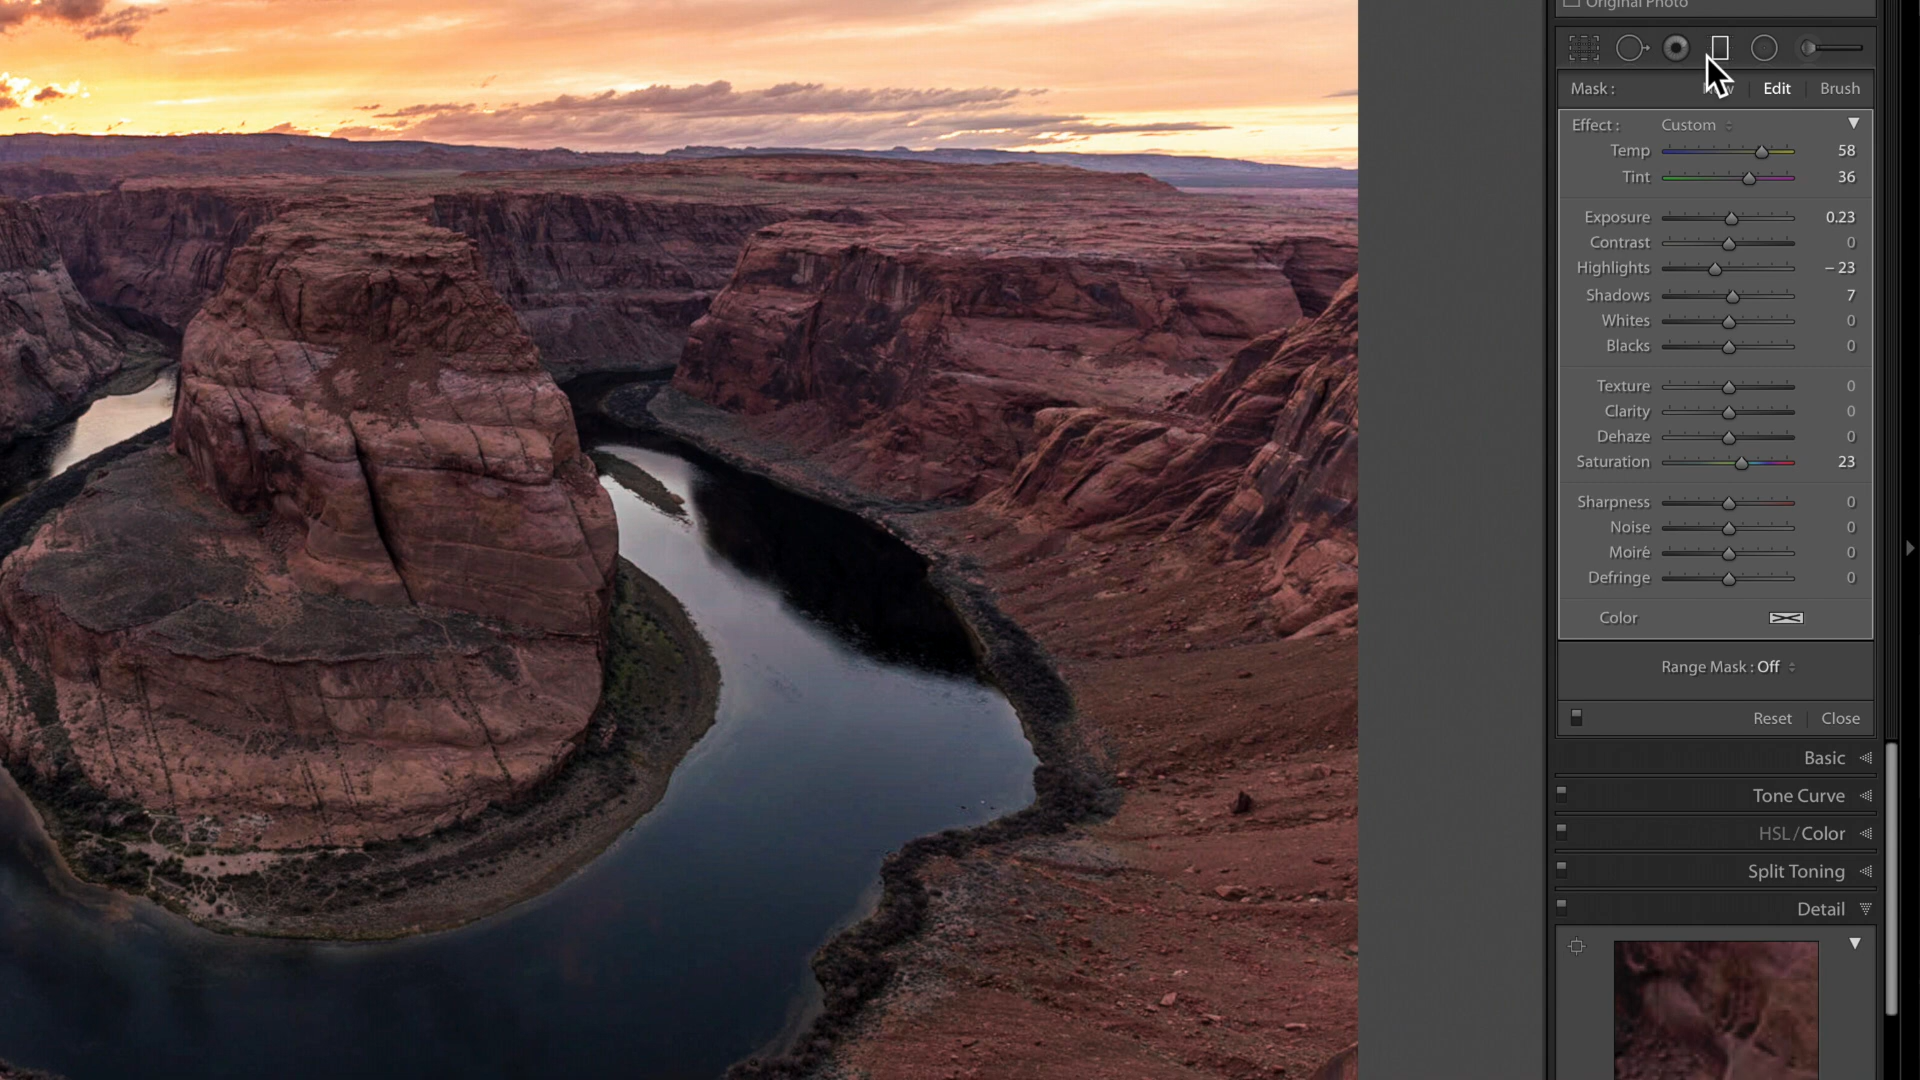 Original Photo
Mask : Edit Brush
Effect : Custom
Temp 58
Tint 36
Exposure 0.23
Contrast 0
Highlights – 23
Shadows 7
Whites 0
Blacks 0
Texture 0
Clarity 0
Dehaze 0
Saturation 23
Sharpness 0
Noise 0
Moiré 0
Defringe 0
Color
Range Mask : Off
Reset Close
Basic
Tone Curve
HSL / Color
Split Toning
Detail